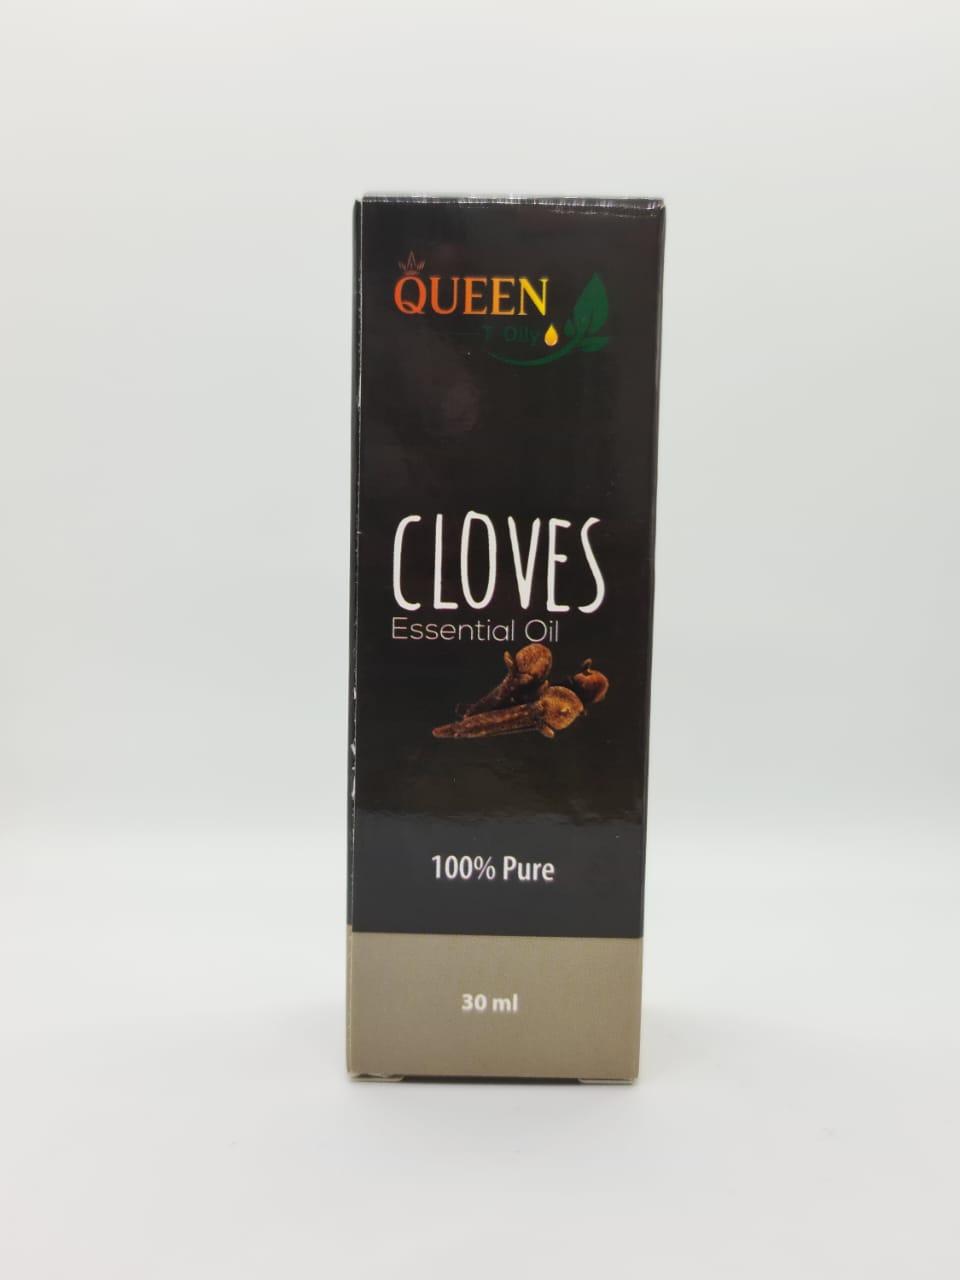 QUEEN
T Oily
CLOVES
Essential Oil
100% Pure
30 ml